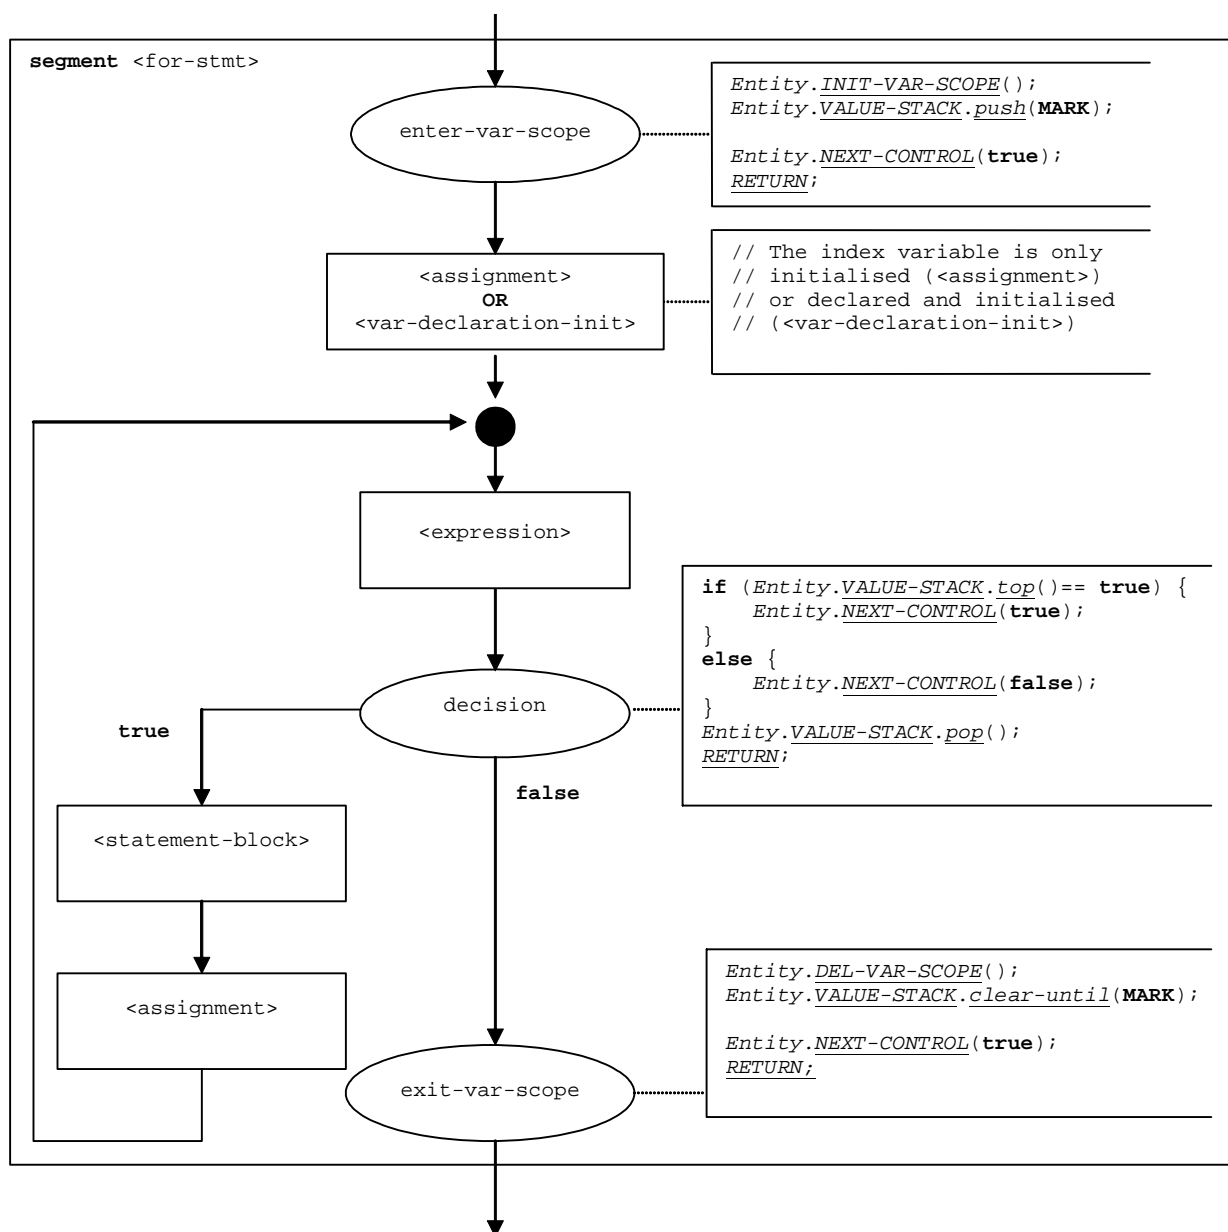 segment <for-stmt>
enter-var-scope
Entity.INIT-VAR-SCOPE();
Entity.VALUE-STACK.push(MARK);
Entity.NEXT-CONTROL(true);
RETURN;
<assignment>
OR
<var-declaration-init>
// The index variable is only
// initialised (<assignment>)
// or declared and initialised
// (<var-declaration-init>)
<expression>
decision
if (Entity.VALUE-STACK.top()== true) {
Entity.NEXT-CONTROL(true);
}
else {
Entity.NEXT-CONTROL(false);
}
Entity.VALUE-STACK.pop();
RETURN;
true
false
<statement-block>
<assignment>
exit-var-scope
Entity.DEL-VAR-SCOPE();
Entity.VALUE-STACK.clear-until(MARK);
Entity.NEXT-CONTROL(true);
RETURN;